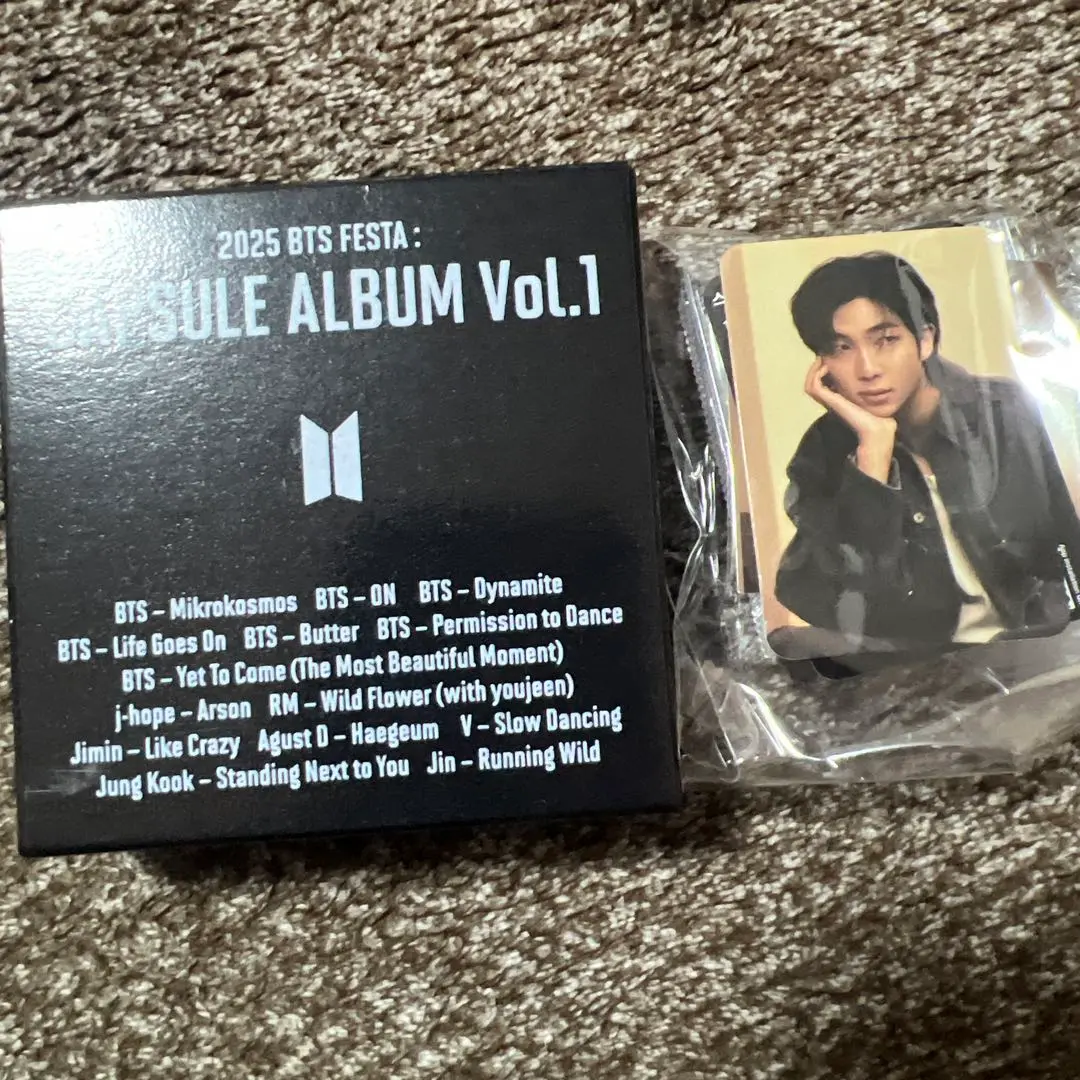 2025 BTS FESTA :
ALBUM Vol.1
BTS – Mikrokosmos BTS – ON BTS – Dynamite
BTS – Life Goes On BTS – Butter BTS – Permission to Dance
BTS – Yet To Come (The Most Beautiful Moment)
j-hope – Arson RM – Wild Flower (with youjeen)
Jimin – Like Crazy Agust D – Haegeum V – Slow Dancing
Jung Kook – Standing Next to You Jin – Running Wild